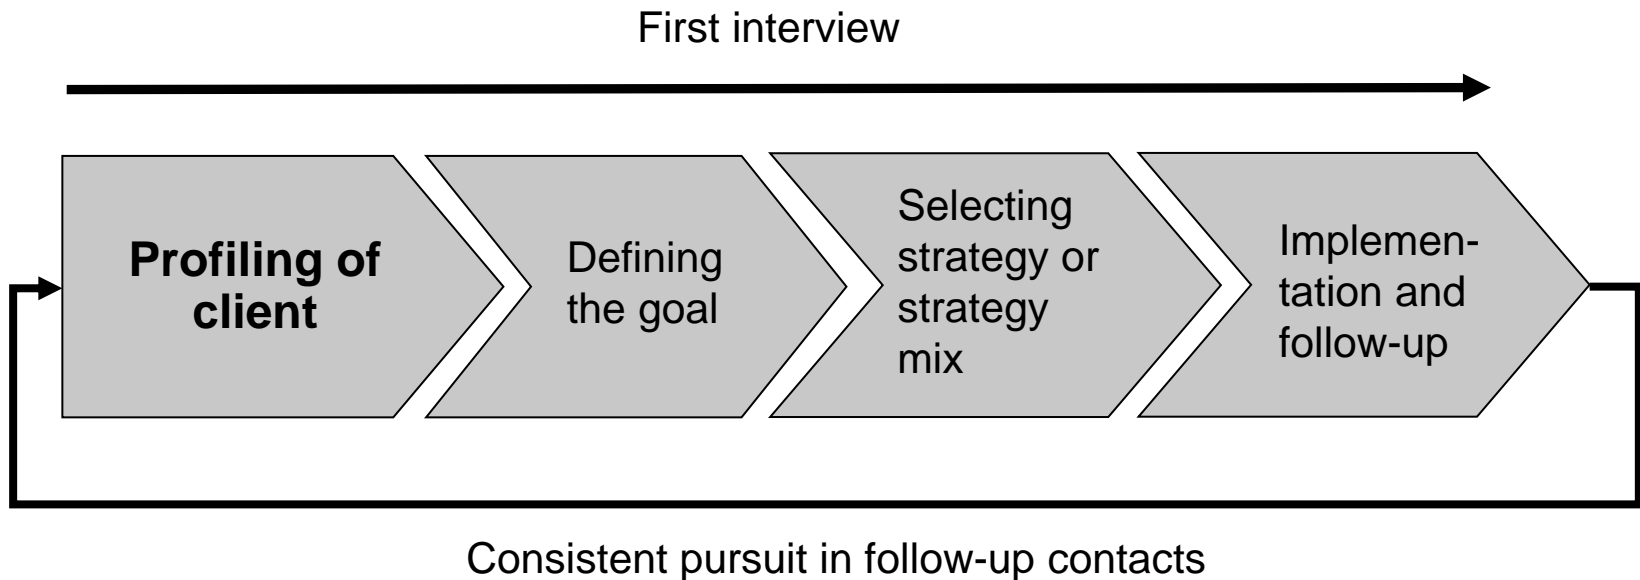 First interview
Profiling of
client
Defining
the goal
Selecting
strategy or
strategy
mix
Implemen-
tation and
follow-up
Consistent pursuit in follow-up contacts